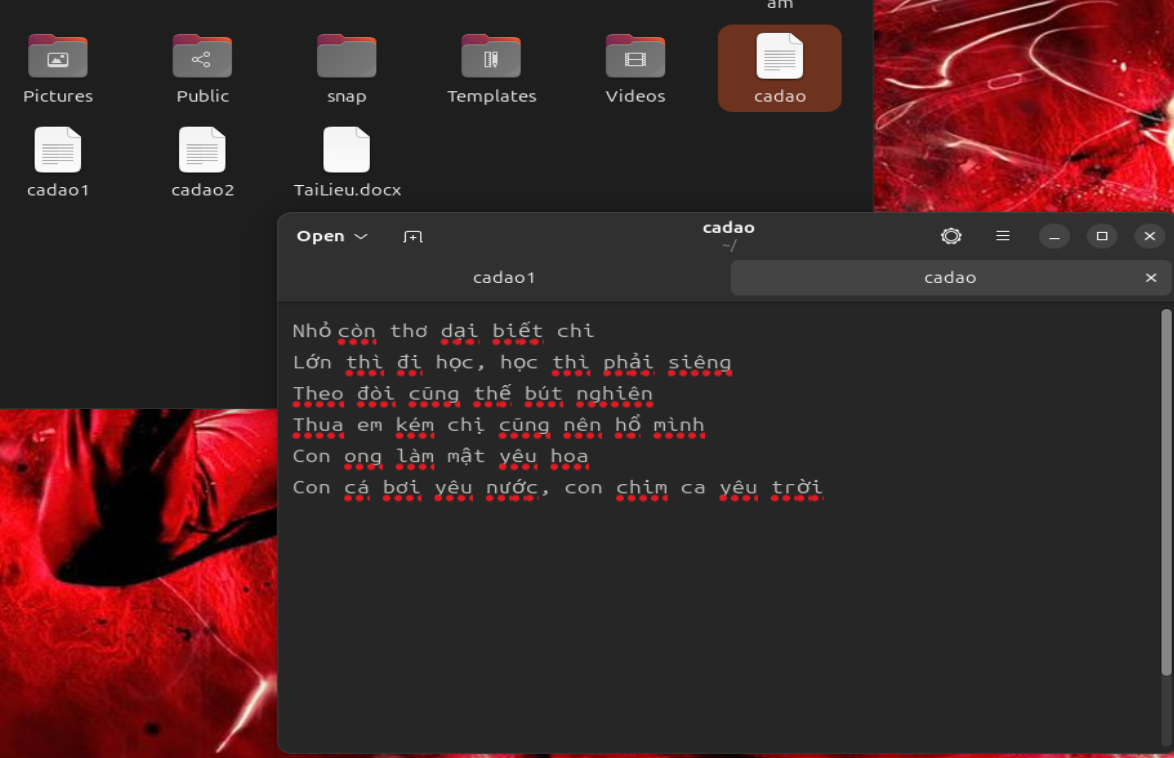 am
Pictures
Public
snap
Templates
Videos
cadao
cadao1
cadao2
TaiLieu.docx
Open
cadao
~/
cadao1
cadao
Nhỏ còn thơ dại biết chi
Lớn thì đi học, học thì phải siêng
Theo đòi cũng thế bút nghiên
Thua em kém chị cũng nên hổ mình
Con ong làm mật yêu hoa
Con cá bơi yêu nước, con chim ca yêu trời